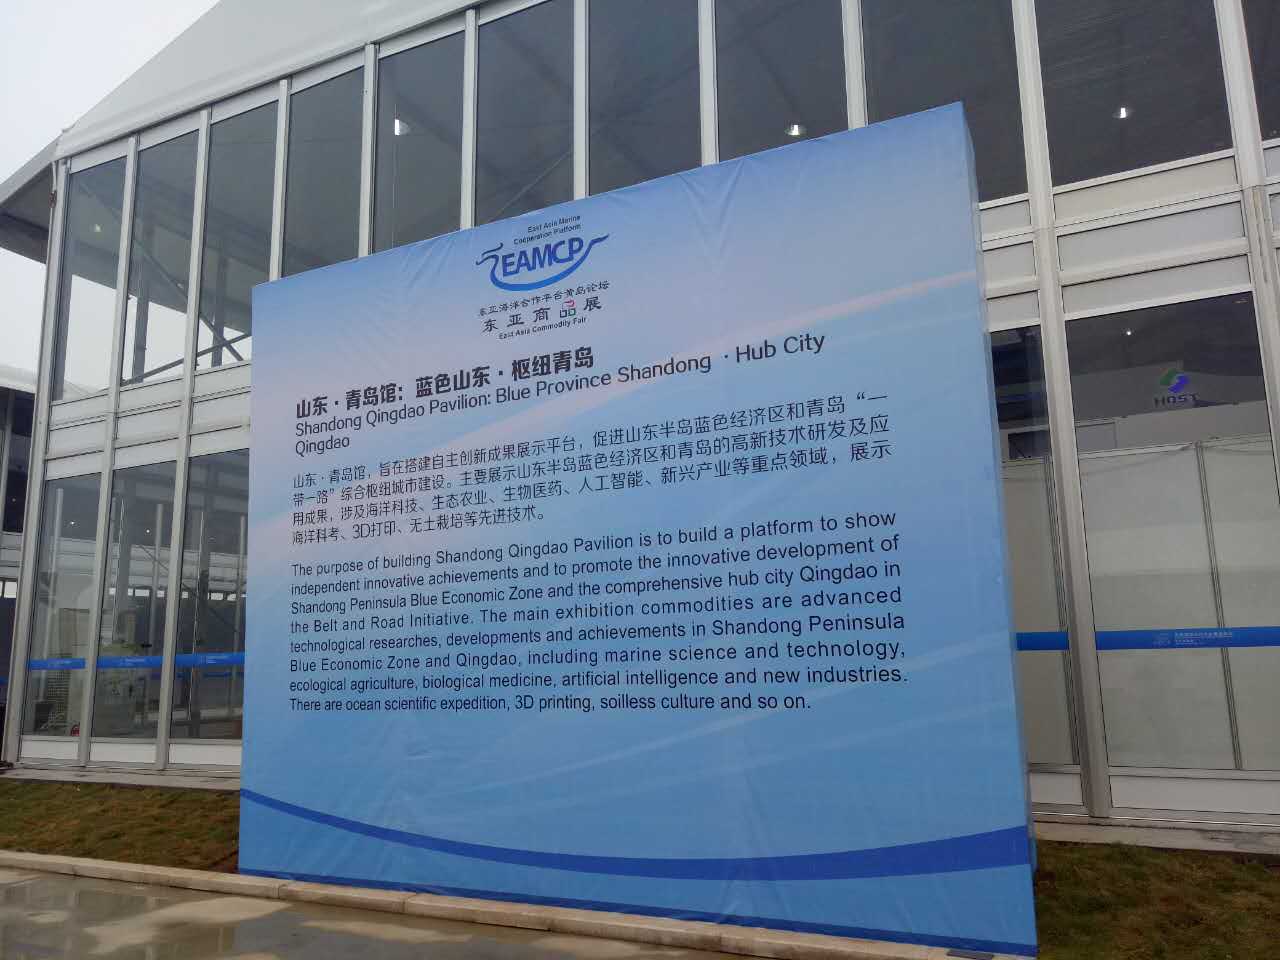 East Asia Marine
Cooperation Platform
EAMCP
东亚海洋合作平台黄岛论坛
东亚商品展
East Asia Commodity Fair
山东·青岛馆：蓝色山东·枢纽青岛
Shandong Qingdao Pavilion: Blue Province Shandong · Hub City
Qingdao
山东·青岛馆，旨在搭建自主创新成果展示平台，促进山东半岛蓝色经济区和青岛“一
带一路”综合枢纽城市建设。主要展示山东半岛蓝色经济区和青岛的高新技术研发及应
用成果，涉及海洋科技、生态农业、生物医药、人工智能、新兴产业等重点领域，展示
海洋科考、3D打印、无土栽培等先进技术。
The purpose of building Shandong Qingdao Pavilion is to build a platform to show
independent innovative achievements and to promote the innovative development of
Shandong Peninsula Blue Economic Zone and the comprehensive hub city Qingdao in
the Belt and Road Initiative. The main exhibition commodities are advanced
technological researches, developments and achievements in Shandong Peninsula
Blue Economic Zone and Qingdao, including marine science and technology,
ecological agriculture, biological medicine, artificial intelligence and new industries.
There are ocean scientific expedition, 3D printing, soilless culture and so on.
HOST